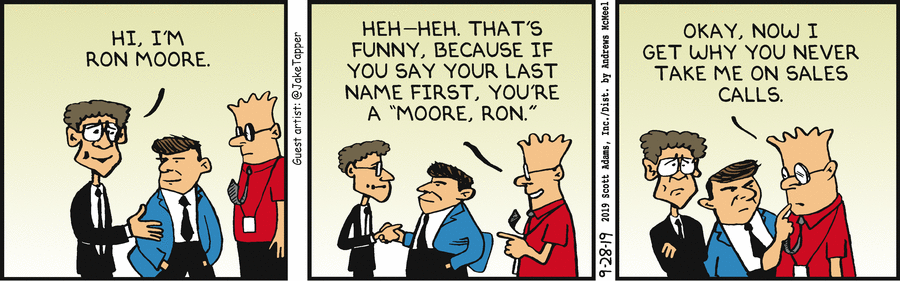 HI, I'M
RON MOORE.
Guest artist: @JakeTapper
HEH–HEH. THAT'S
FUNNY, BECAUSE IF
YOU SAY YOUR LAST
NAME FIRST, YOU'RE
A "MOORE, RON."
9-28-19 2019 Scott Adams, Inc./Dist. by Andrews McMeel
OKAY, NOW I
GET WHY YOU NEVER
TAKE ME ON SALES
CALLS.